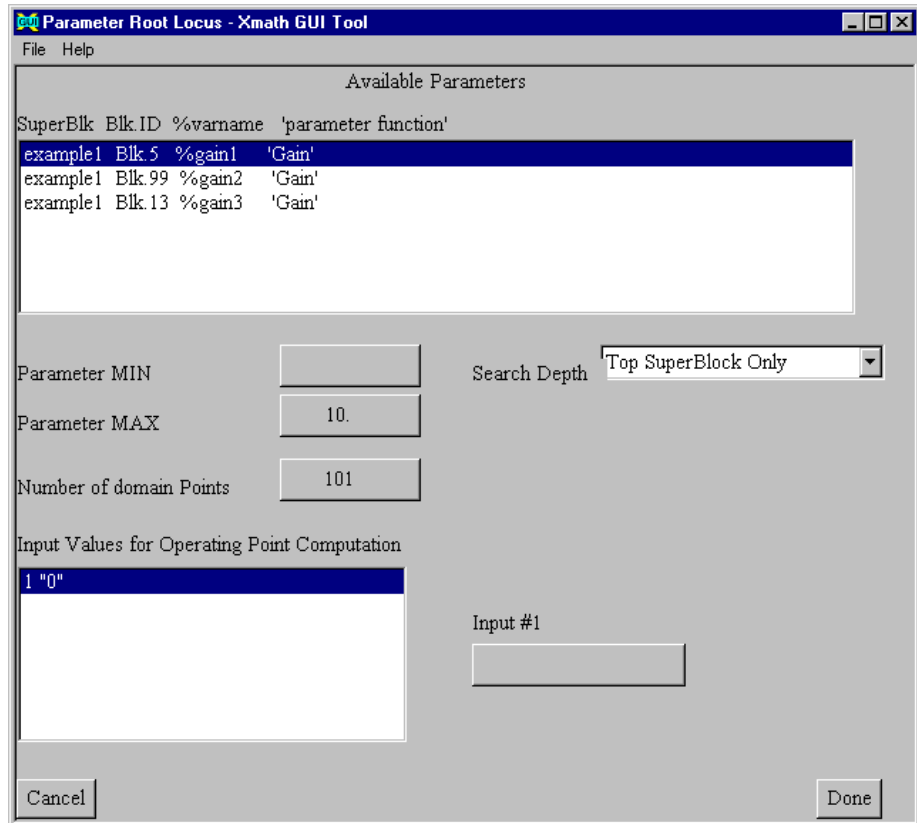 GUI Parameter Root Locus - Xmath GUI Tool
File Help
Available Parameters
SuperBlk Blk.ID %varname 'parameter function'
example1 Blk.5 %gain1 'Gain'
example1 Blk.99 %gain2 'Gain'
example1 Blk.13 %gain3 'Gain'
Parameter MIN
Search Depth Top SuperBlock Only
Parameter MAX 10.
Number of domain Points 101
Input Values for Operating Point Computation
1 "0"
Input #1
Cancel Done